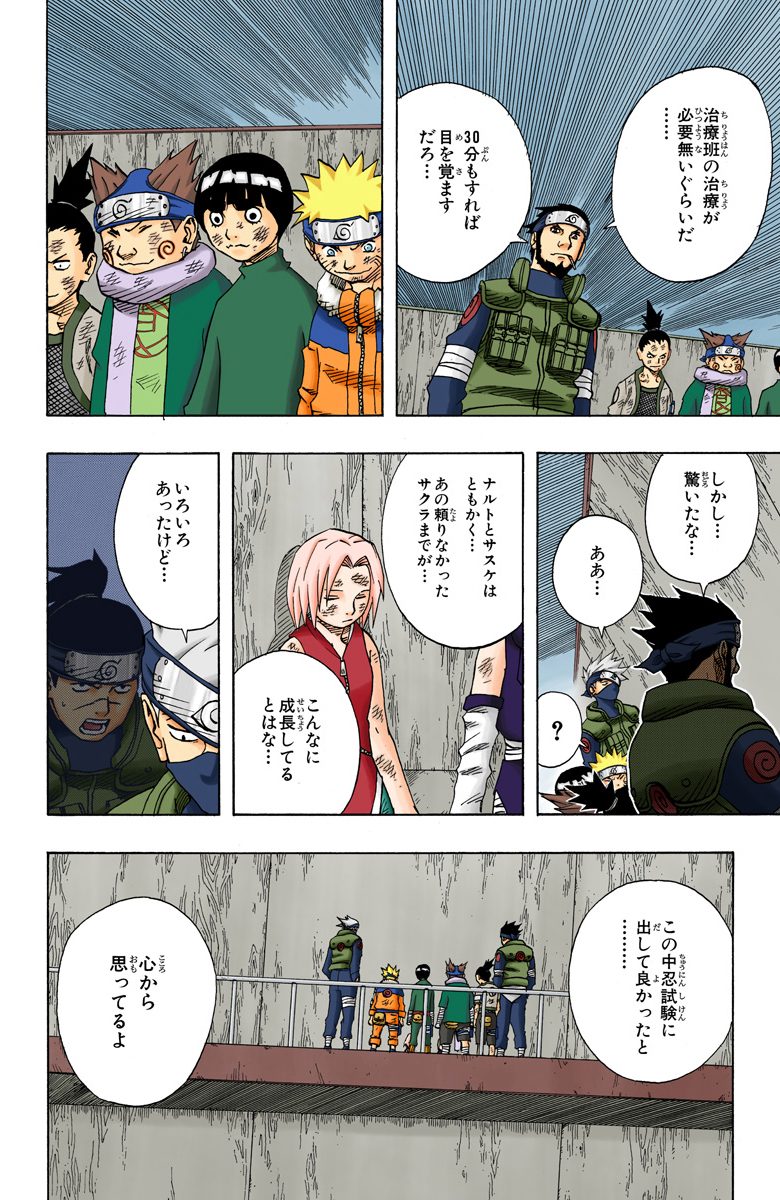 治療班の治療が
必要無いぐらいだ
………
30分もすれば
目を覚ます
だろ…
しかし…
驚いたな…
ああ…
?
ナルトとサスケは
ともかく…
あの頼りなかった
サクラまでが…
こんなに
成長してる
とはな…
いろいろ
あったけど…
この中忍試験に
出して良かったと
…………
心から
思ってるよ